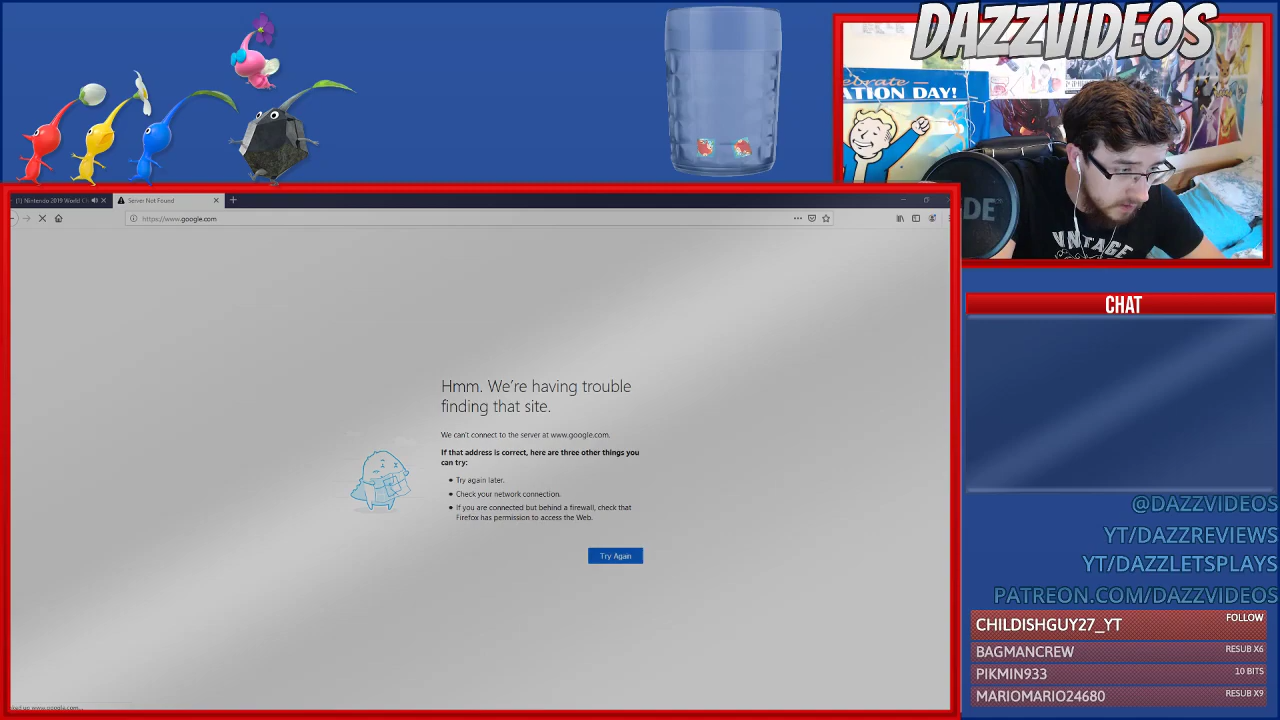 DAZZVIDEOS
ATION DAY!
DE
VINTAGE
Server Not Found
https://www.google.com
Hmm. We're having trouble
finding that site.
We can't connect to the server at www.google.com.
If that address is correct, here are three other things you
can try:
Try again later.
Check your network connection.
If you are connected but behind a firewall, check that
Firefox has permission to access the Web.
Try Again
CHAT
@DAZZVIDEOS
YT/DAZZREVIEWS
YT/DAZZLETSPLAYS
PATREON.COM/DAZZVIDEOS
CHILDISHGUY27_YT FOLLOW
BAGMANCREW RESUB X6
PIKMIN933 10 BITS
MARIOMARIO24680 RESUB X9